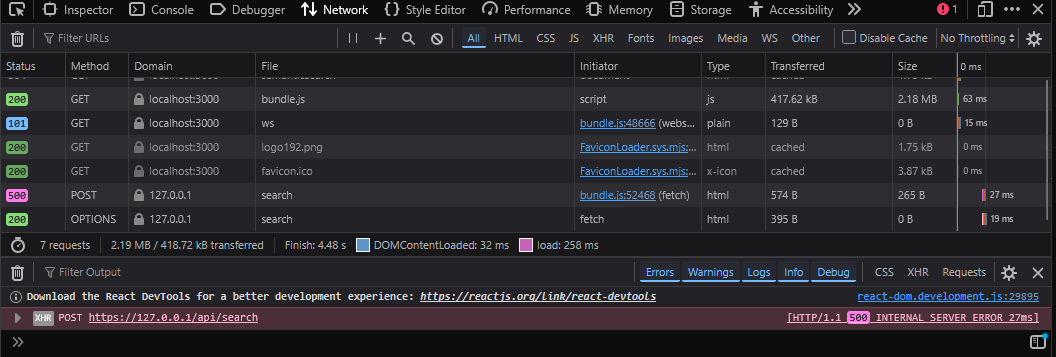 Inspector Console Debugger Network Style Editor Performance Memory Storage Accessibility 1
Filter URLs All HTML CSS JS XHR Fonts Images Media WS Other Disable Cache No Throttling
Status Method Domain File Initiator Type Transferred Size 0 ms
200 GET localhost:3000 bundle.js script js 417.62 kB 2.18 MB 63 ms
101 GET localhost:3000 ws bundle.js:48666 (webs... plain 129 B 0 B 15 ms
200 GET localhost:3000 logo192.png FaviconLoader.sys.mjs:... html cached 1.75 kB 0 ms
200 GET localhost:3000 favicon.ico FaviconLoader.sys.mjs:... x-icon cached 3.87 kB 0 ms
500 POST 127.0.0.1 search bundle.js:52468 (fetch) html 574 B 265 B 27 ms
200 OPTIONS 127.0.0.1 search fetch html 395 B 0 B 19 ms
7 requests 2.19 MB / 418.72 kB transferred Finish: 4.48 s DOMContentLoaded: 32 ms load: 258 ms
Filter Output Errors Warnings Logs Info Debug CSS XHR Requests
Download the React DevTools for a better development experience: https://reactjs.org/link/react-devtools react-dom.development.js:29895
XHR POST https://127.0.0.1/api/search [HTTP/1.1 500 INTERNAL SERVER ERROR 27ms]